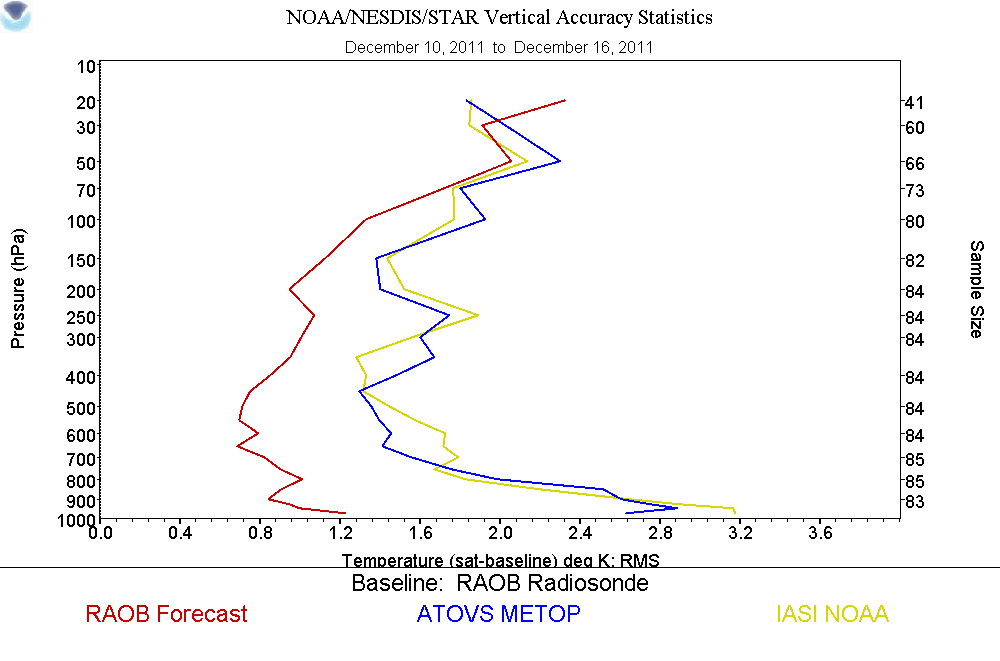 NOAA/NESDIS/STAR Vertical Accuracy Statistics
December 10, 2011 to December 16, 2011
10
20 41
30 60
50 66
70 73
100 80
150 82
200 84
250 84
300 84
400 84
500 84
600 84
700 85
800 85
900 83
1000
Pressure (hPa)
Sample Size
0.0 0.4 0.8 1.2 1.6 2.0 2.4 2.8 3.2 3.6
Temperature (sat-baseline) deg K: RMS
Baseline: RAOB Radiosonde
RAOB Forecast ATOVS METOP IASI NOAA